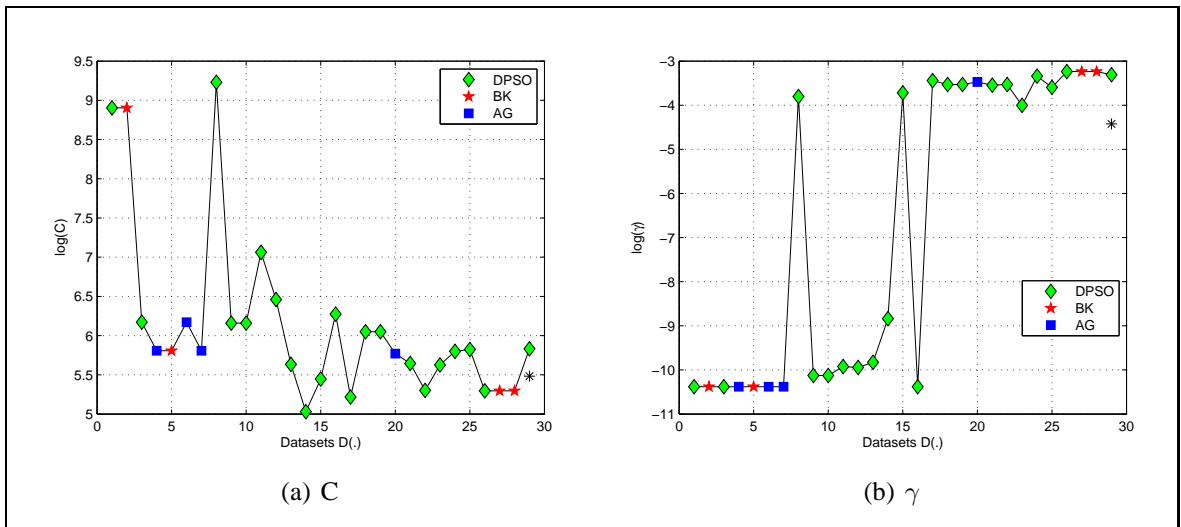 9.5
9
8.5
8
7.5
7
6.5
6
5.5
5
log(C)
0 5 10 15 20 25 30
Datasets D(.)
DPSO
BK
AG
(a) C
−3
−4
−5
−6
−7
−8
−9
−10
−11
log(γ)
0 5 10 15 20 25 30
Datasets D(.)
DPSO
BK
AG
(b) γ